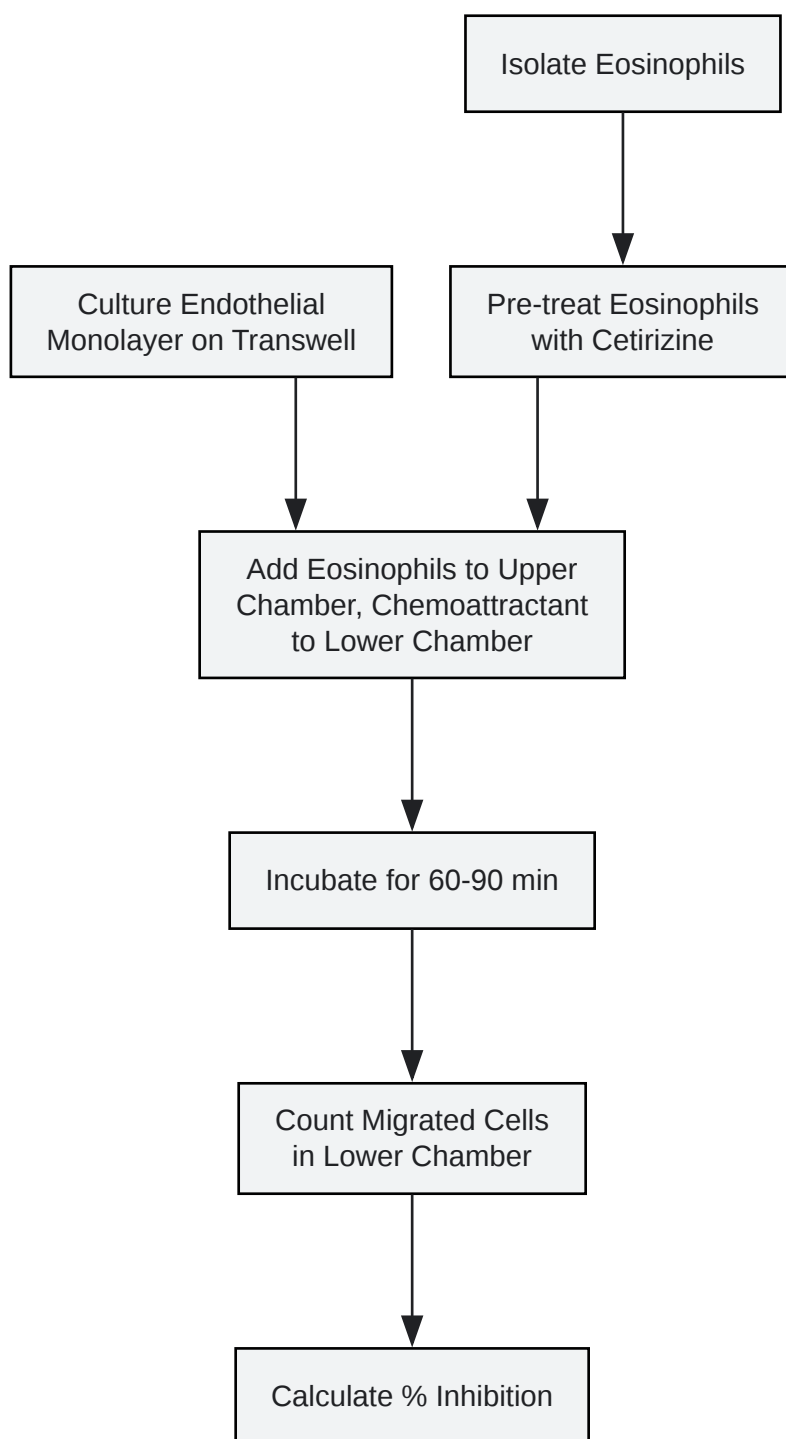 Isolate Eosinophils
Culture Endothelial
Monolayer on Transwell
Pre-treat Eosinophils
with Cetirizine
Add Eosinophils to Upper
Chamber, Chemoattractant
to Lower Chamber
Incubate for 60-90 min
Count Migrated Cells
in Lower Chamber
Calculate % Inhibition